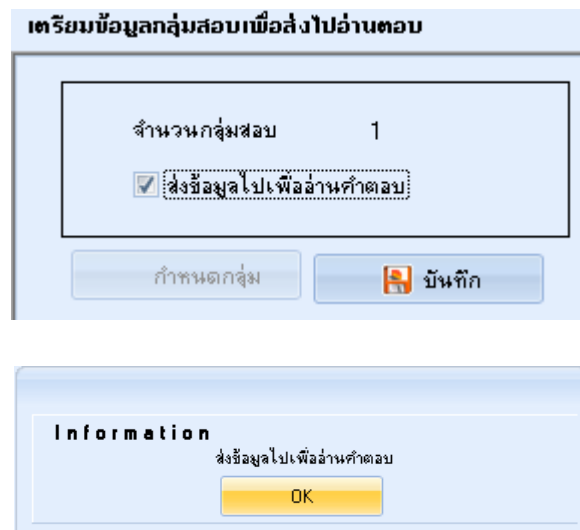 เตรียมข้อมูลกลุ่มสอบเพื่อส่งไปอ่านตอบ
จำนวนกลุ่มสอบ 1
ส่งข้อมูลไปเพื่ออ่านคำตอบ
กำหนดกลุ่ม บันทึก
Information
ส่งข้อมูลไปเพื่ออ่านคำตอบ
OK